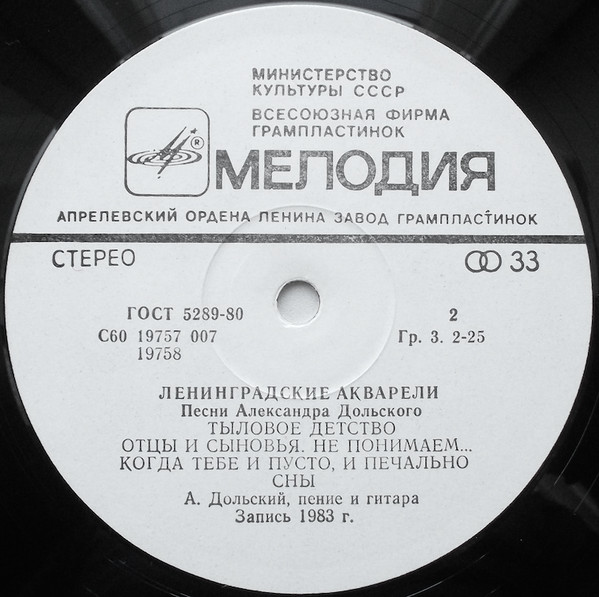 МИНИСТЕРСТВО
КУЛЬТУРЫ СССР
ВСЕСОЮЗНАЯ ФИРМА
ГРАМПЛАСТИНОК
®
МЕЛОДИЯ
АПРЕЛЕВСКИЙ ОРДЕНА ЛЕНИНА ЗАВОД ГРАМПЛАСТИНОК
СТЕРЕО 33
ГОСТ 5289-80 2
С60 19757 007 Гр. 3. 2-25
19758
ЛЕНИНГРАДСКИЕ АКВАРЕЛИ
Песни Александра Дольского
ТЫЛОВОЕ ДЕТСТВО
ОТЦЫ И СЫНОВЬЯ. НЕ ПОНИМАЕМ...
КОГДА ТЕБЕ И ПУСТО, И ПЕЧАЛЬНО
СНЫ
А. Дольский, пение и гитара
Запись 1983 г.